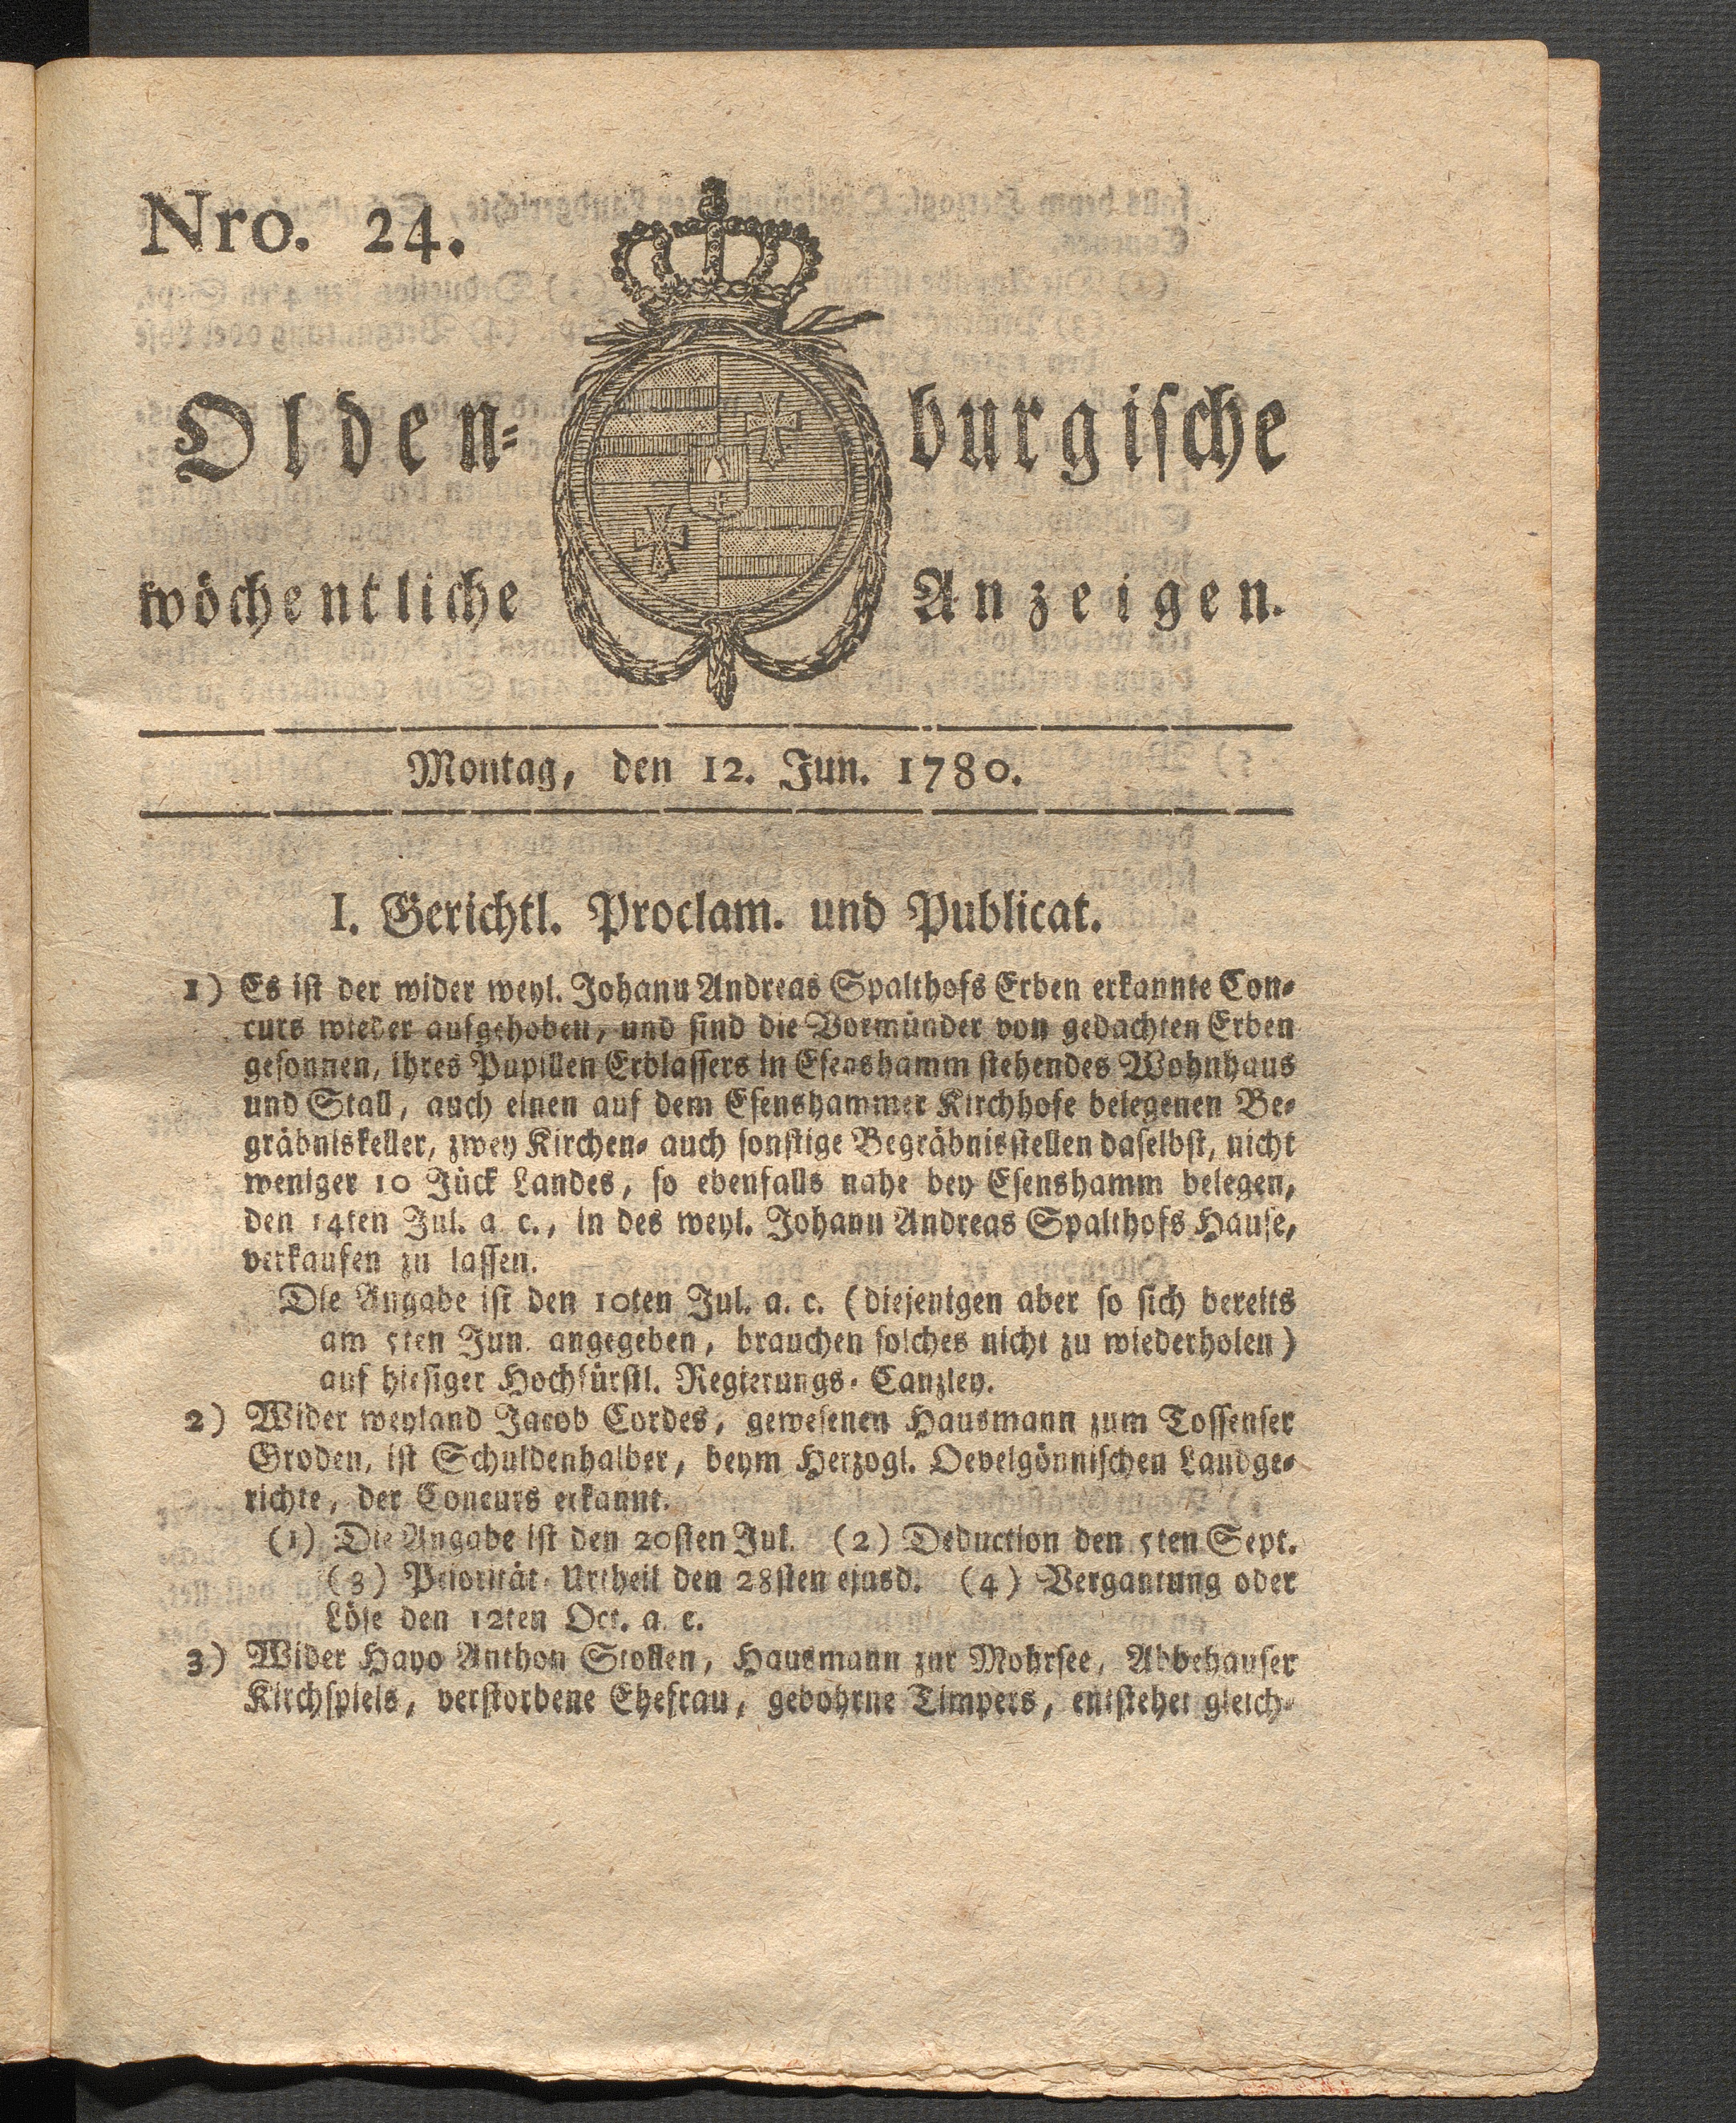 Nro. 24.
Olden⸗ burgische
wöchentliche Anzeigen.
Montag, den 12. Jun. 1780.
I. Gerichtl. Proclam. und Publicat.
1) Es ist der wider weyl. Johann Andreas Spalthofs Erben erkannte Con⸗
curs wieder aufgehoben, und sind die Vormünder von gedachten Erben
gesonnen, ihres Pupillen Erblassers in Esenshamm stehendes Wohnhaus
und Stall, auch einen auf dem Esenshammer Kirchhofe belegenen Be⸗
gräbniskeller, zwey Kirchen⸗ auch sonstige Begräbnisstellen daselbst, nicht
weniger 10 Jück Landes, so ebenfalls nahe bey Esenshamm belegen,
den 14ten Jul. a. c., in des weyl. Johann Andreas Spalthofs Hause,
verkaufen zu lassen.
Die Angabe ist den 10ten Jul. a. c. (diejenigen aber so sich bereits
am 5ten Jun. angegeben, brauchen solches nicht zu wiederholen)
auf hiesiger Hochfürstl. Regierungs⸗Canzley.
2) Wider weyland Jacob Cordes, gewesenen Hausmann zum Tossenser
Groden, ist Schuldenhalber, beym Herzogl. Oevelgönnischen Landge⸗
richte, der Concurs erkannt.
(1) Die Angabe ist den 20sten Jul. (2) Deduction den 5ten Sept.
(3) Priorität⸗Urtheil den 28sten ejusd. (4) Vergantung oder
Löse den 12ten Oct. a. c.
3) Wider Hayo Anthon Stollen, Hausmann zur Mohrsee, Abbehauser
Kirchspiels, verstorbene Ehefrau, gebohrne Timpers, entstehet gleich⸗